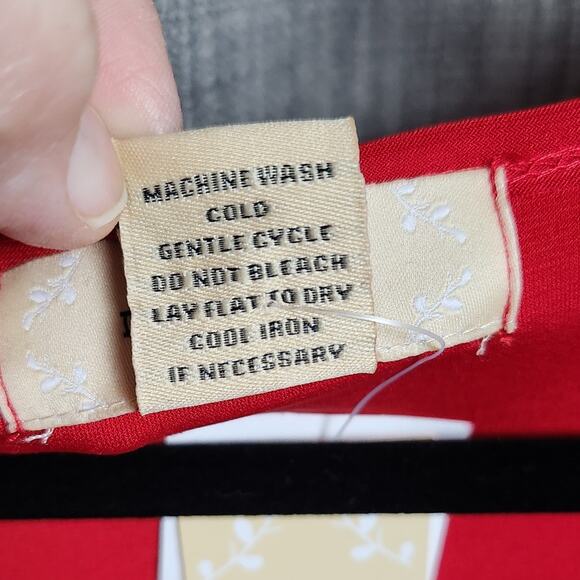 MACHINE WASH
COLD
GENTLE CYCLE
DO NOT BLEACH
LAY FLAT TO DRY
COOL IRON
IF NECESSARY